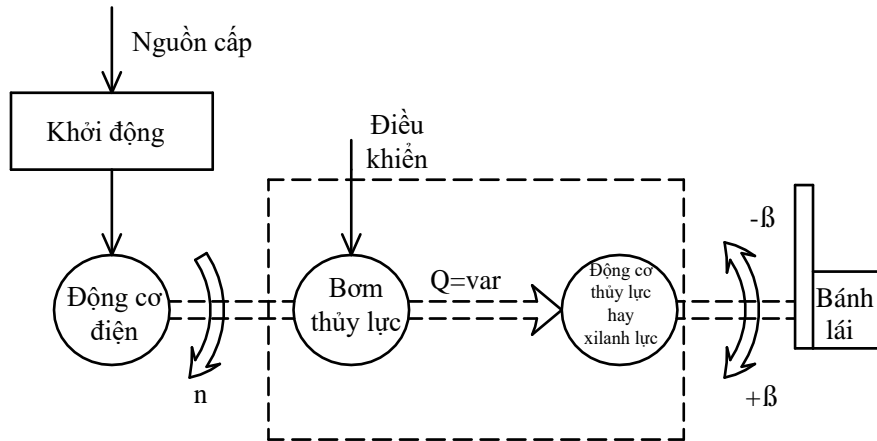 Nguồn cấp
Khởi động
Điều
khiển
Động cơ
điện
n
Bơm
thủy lực
Q=var
Động cơ
thủy lực
hay
xilanh lực
-ß
+ß
Bánh
lái